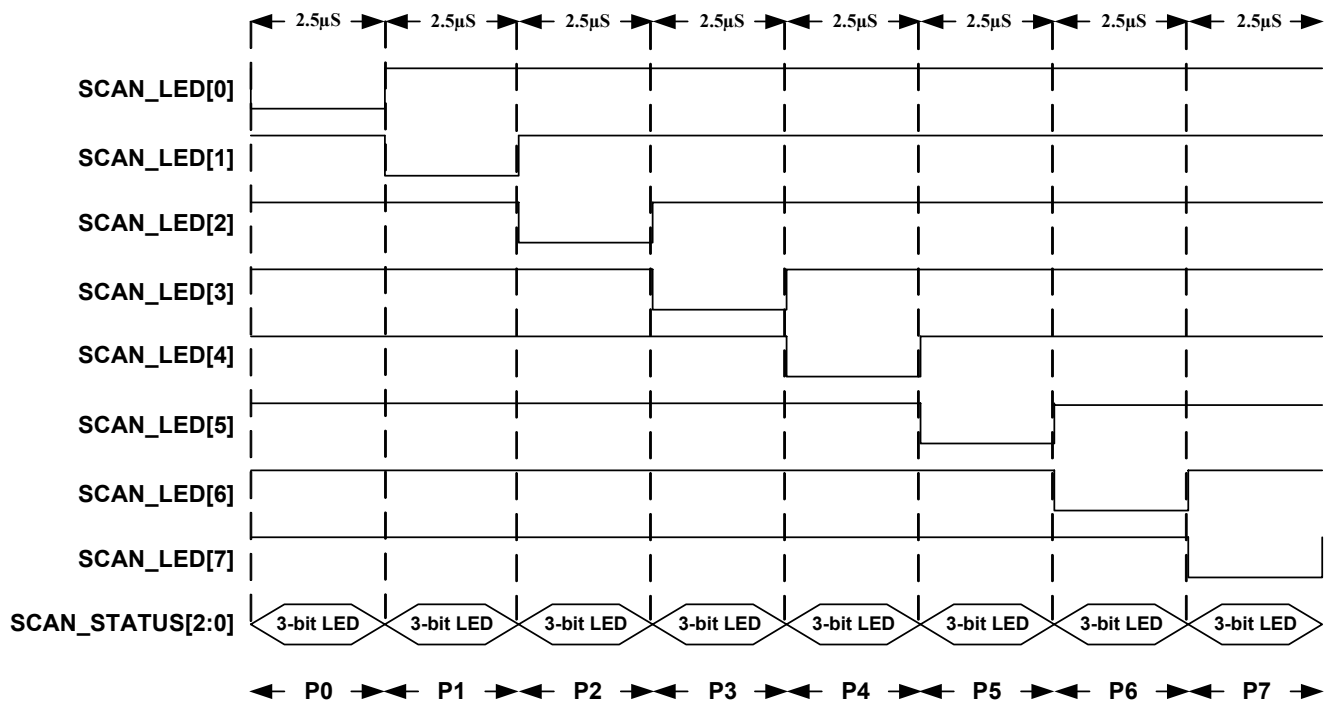 2.5µS 2.5µS 2.5µS 2.5µS 2.5µS 2.5µS 2.5µS 2.5µS
SCAN_LED[0]
SCAN_LED[1]
SCAN_LED[2]
SCAN_LED[3]
SCAN_LED[4]
SCAN_LED[5]
SCAN_LED[6]
SCAN_LED[7]
SCAN_STATUS[2:0] 3-bit LED 3-bit LED 3-bit LED 3-bit LED 3-bit LED 3-bit LED 3-bit LED 3-bit LED
P0 P1 P2 P3 P4 P5 P6 P7